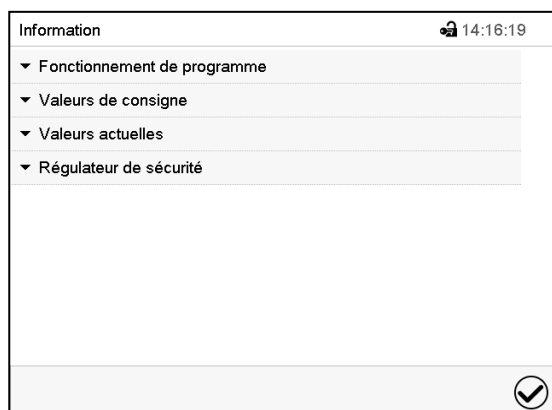 Information 14:16:19
Fonctionnement de programme
Valeurs de consigne
Valeurs actuelles
Régulateur de sécurité